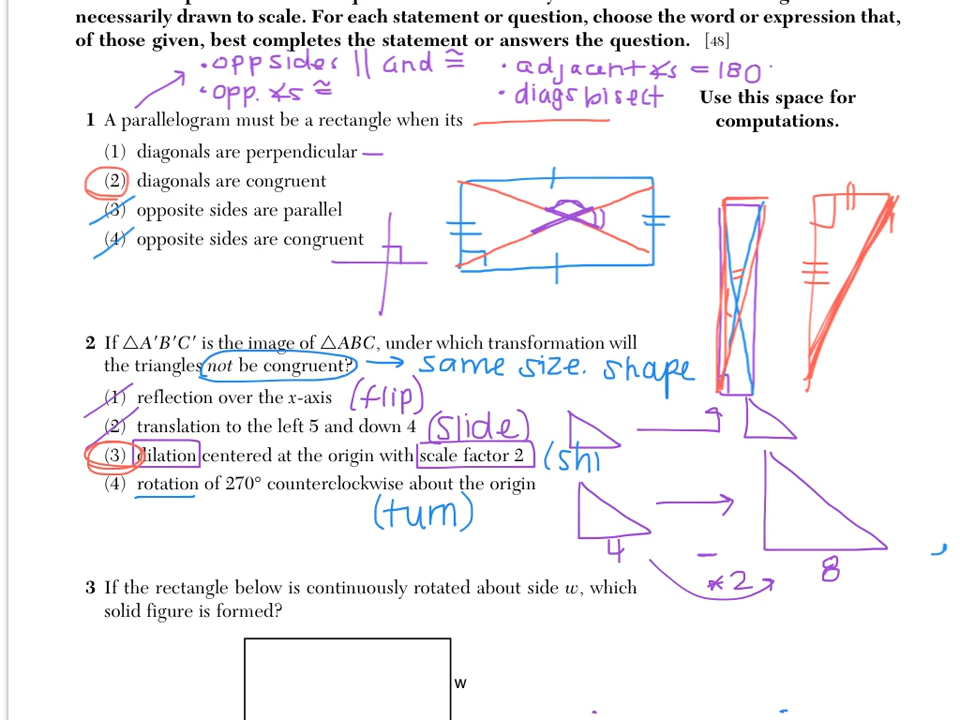 necessarily drawn to scale. For each statement or question, choose the word or expression that,
of those given, best completes the statement or answers the question. [48]
• opp sides || and ≅ • adjacent ∡s = 180°
• opp. ∡s ≅ • diags bisect
Use this space for
computations.
1 A parallelogram must be a rectangle when its
(1) diagonals are perpendicular
(2) diagonals are congruent
(3) opposite sides are parallel
(4) opposite sides are congruent
2 If △A′B′C′ is the image of △ABC, under which transformation will
the triangles not be congruent? → same size. shape
(1) reflection over the x-axis (flip)
(2) translation to the left 5 and down 4 (slide)
(3) dilation centered at the origin with scale factor 2 (shi
(4) rotation of 270° counterclockwise about the origin
(turn)
4 8
*2
3 If the rectangle below is continuously rotated about side w, which
solid figure is formed?
w